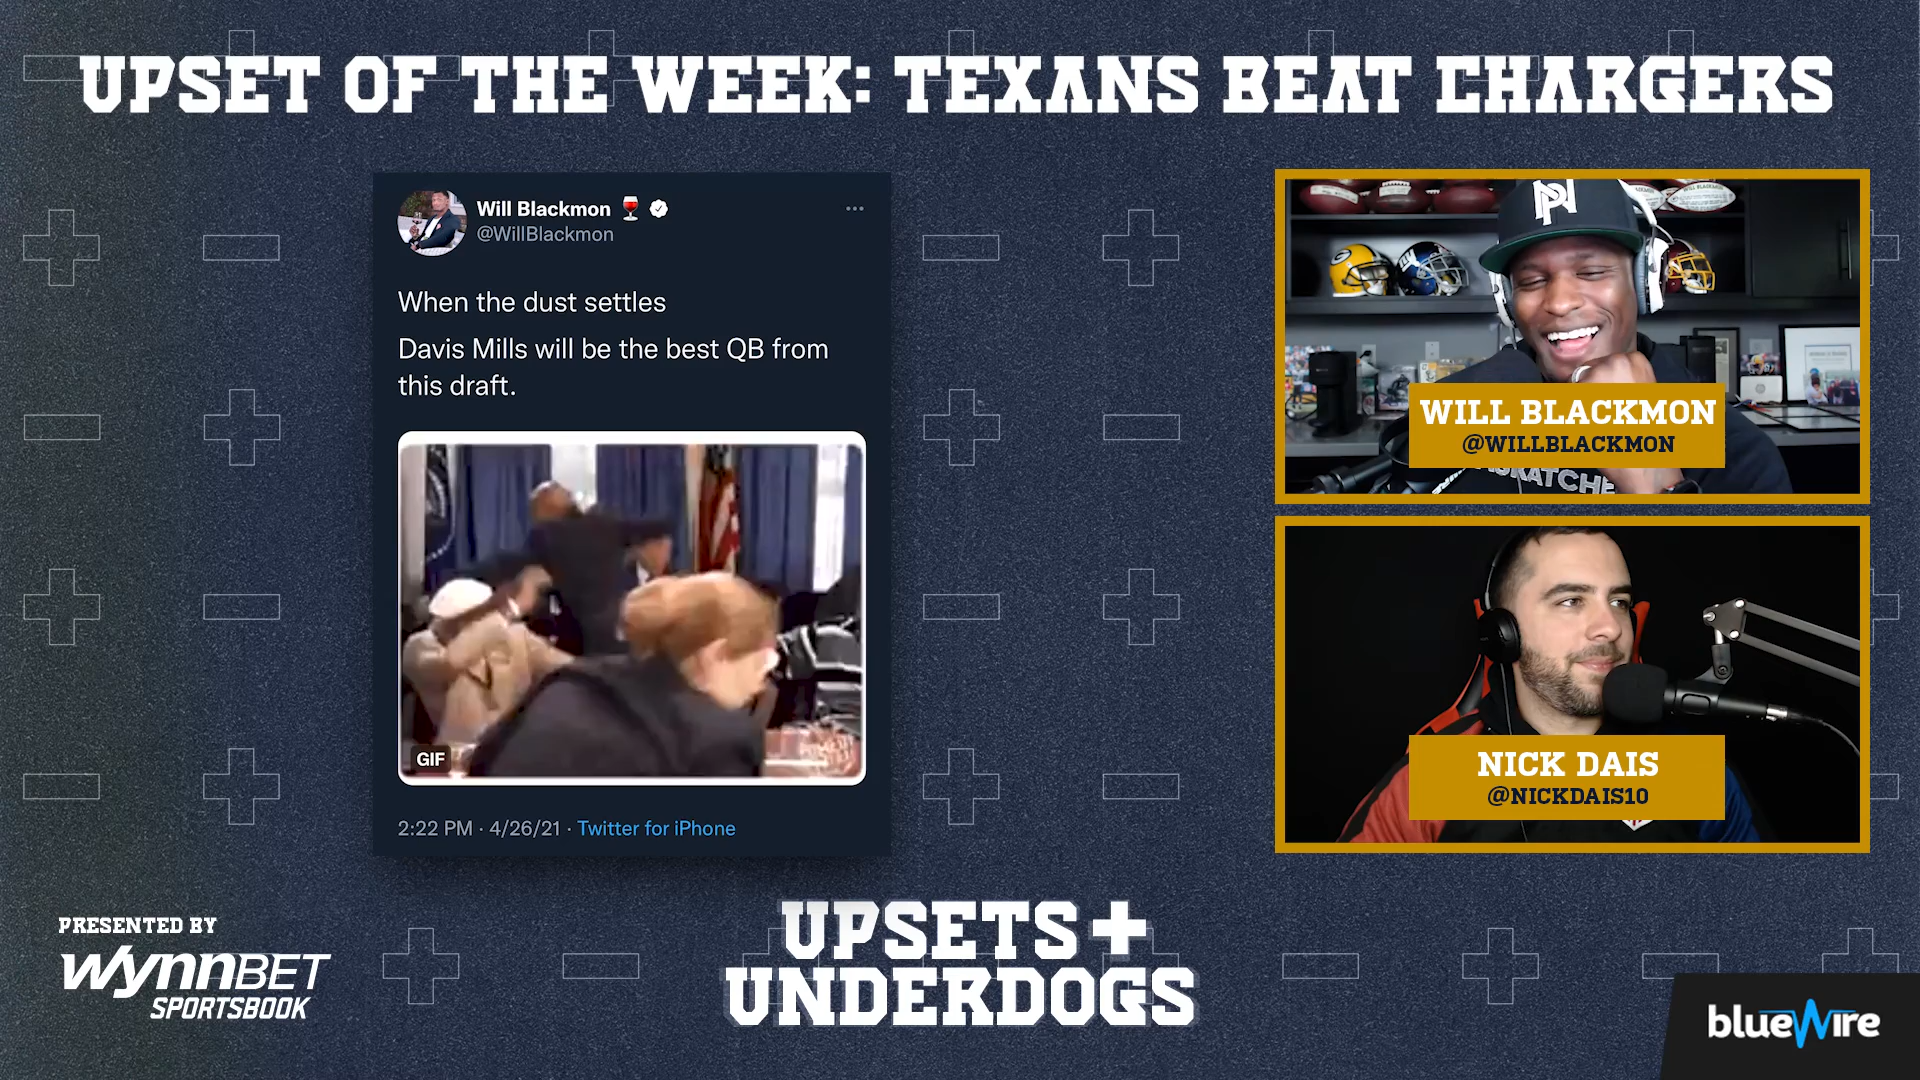 UPSET OF THE WEEK: TEXANS BEAT CHARGERS
Will Blackmon
@WillBlackmon
When the dust settles
Davis Mills will be the best QB from
this draft.
GIF
2:22 PM · 4/26/21 · Twitter for iPhone
WILL BLACKMON
@WILLBLACKMON
NICK DAIS
@NICKDAIS10
PRESENTED BY
WynnBET
SPORTSBOOK
UPSETS+
UNDERDOGS
blueWire